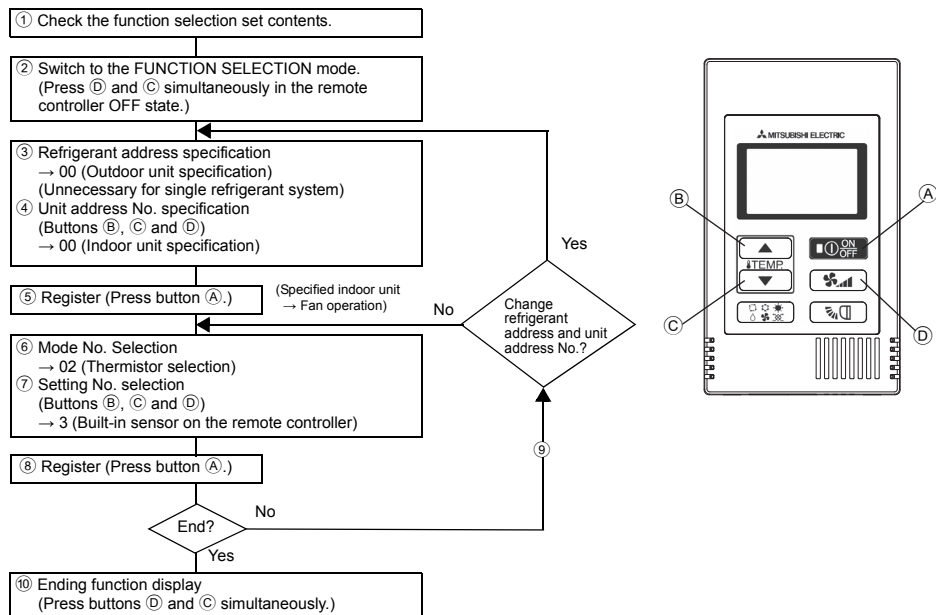 ① Check the function selection set contents.
② Switch to the FUNCTION SELECTION mode.
(Press Ⓓ and Ⓒ simultaneously in the remote
controller OFF state.)
③ Refrigerant address specification
→ 00 (Outdoor unit specification)
(Unnecessary for single refrigerant system)
④ Unit address No. specification
(Buttons Ⓑ, Ⓒ and Ⓓ)
→ 00 (Indoor unit specification)
⑤ Register (Press button Ⓐ.)
(Specified indoor unit
→ Fan operation)
⑥ Mode No. Selection
→ 02 (Thermistor selection)
⑦ Setting No. selection
(Buttons Ⓑ, Ⓒ and Ⓓ)
→ 3 (Built-in sensor on the remote controller)
⑧ Register (Press button Ⓐ.)
End?
No
Yes
⑩ Ending function display
(Press buttons Ⓓ and Ⓒ simultaneously.)
⑨
Change
refrigerant
address and unit
address No.?
Yes
No
MITSUBISHI ELECTRIC
Ⓑ
Ⓐ
ON
OFF
TEMP.
Ⓒ
Ⓓ